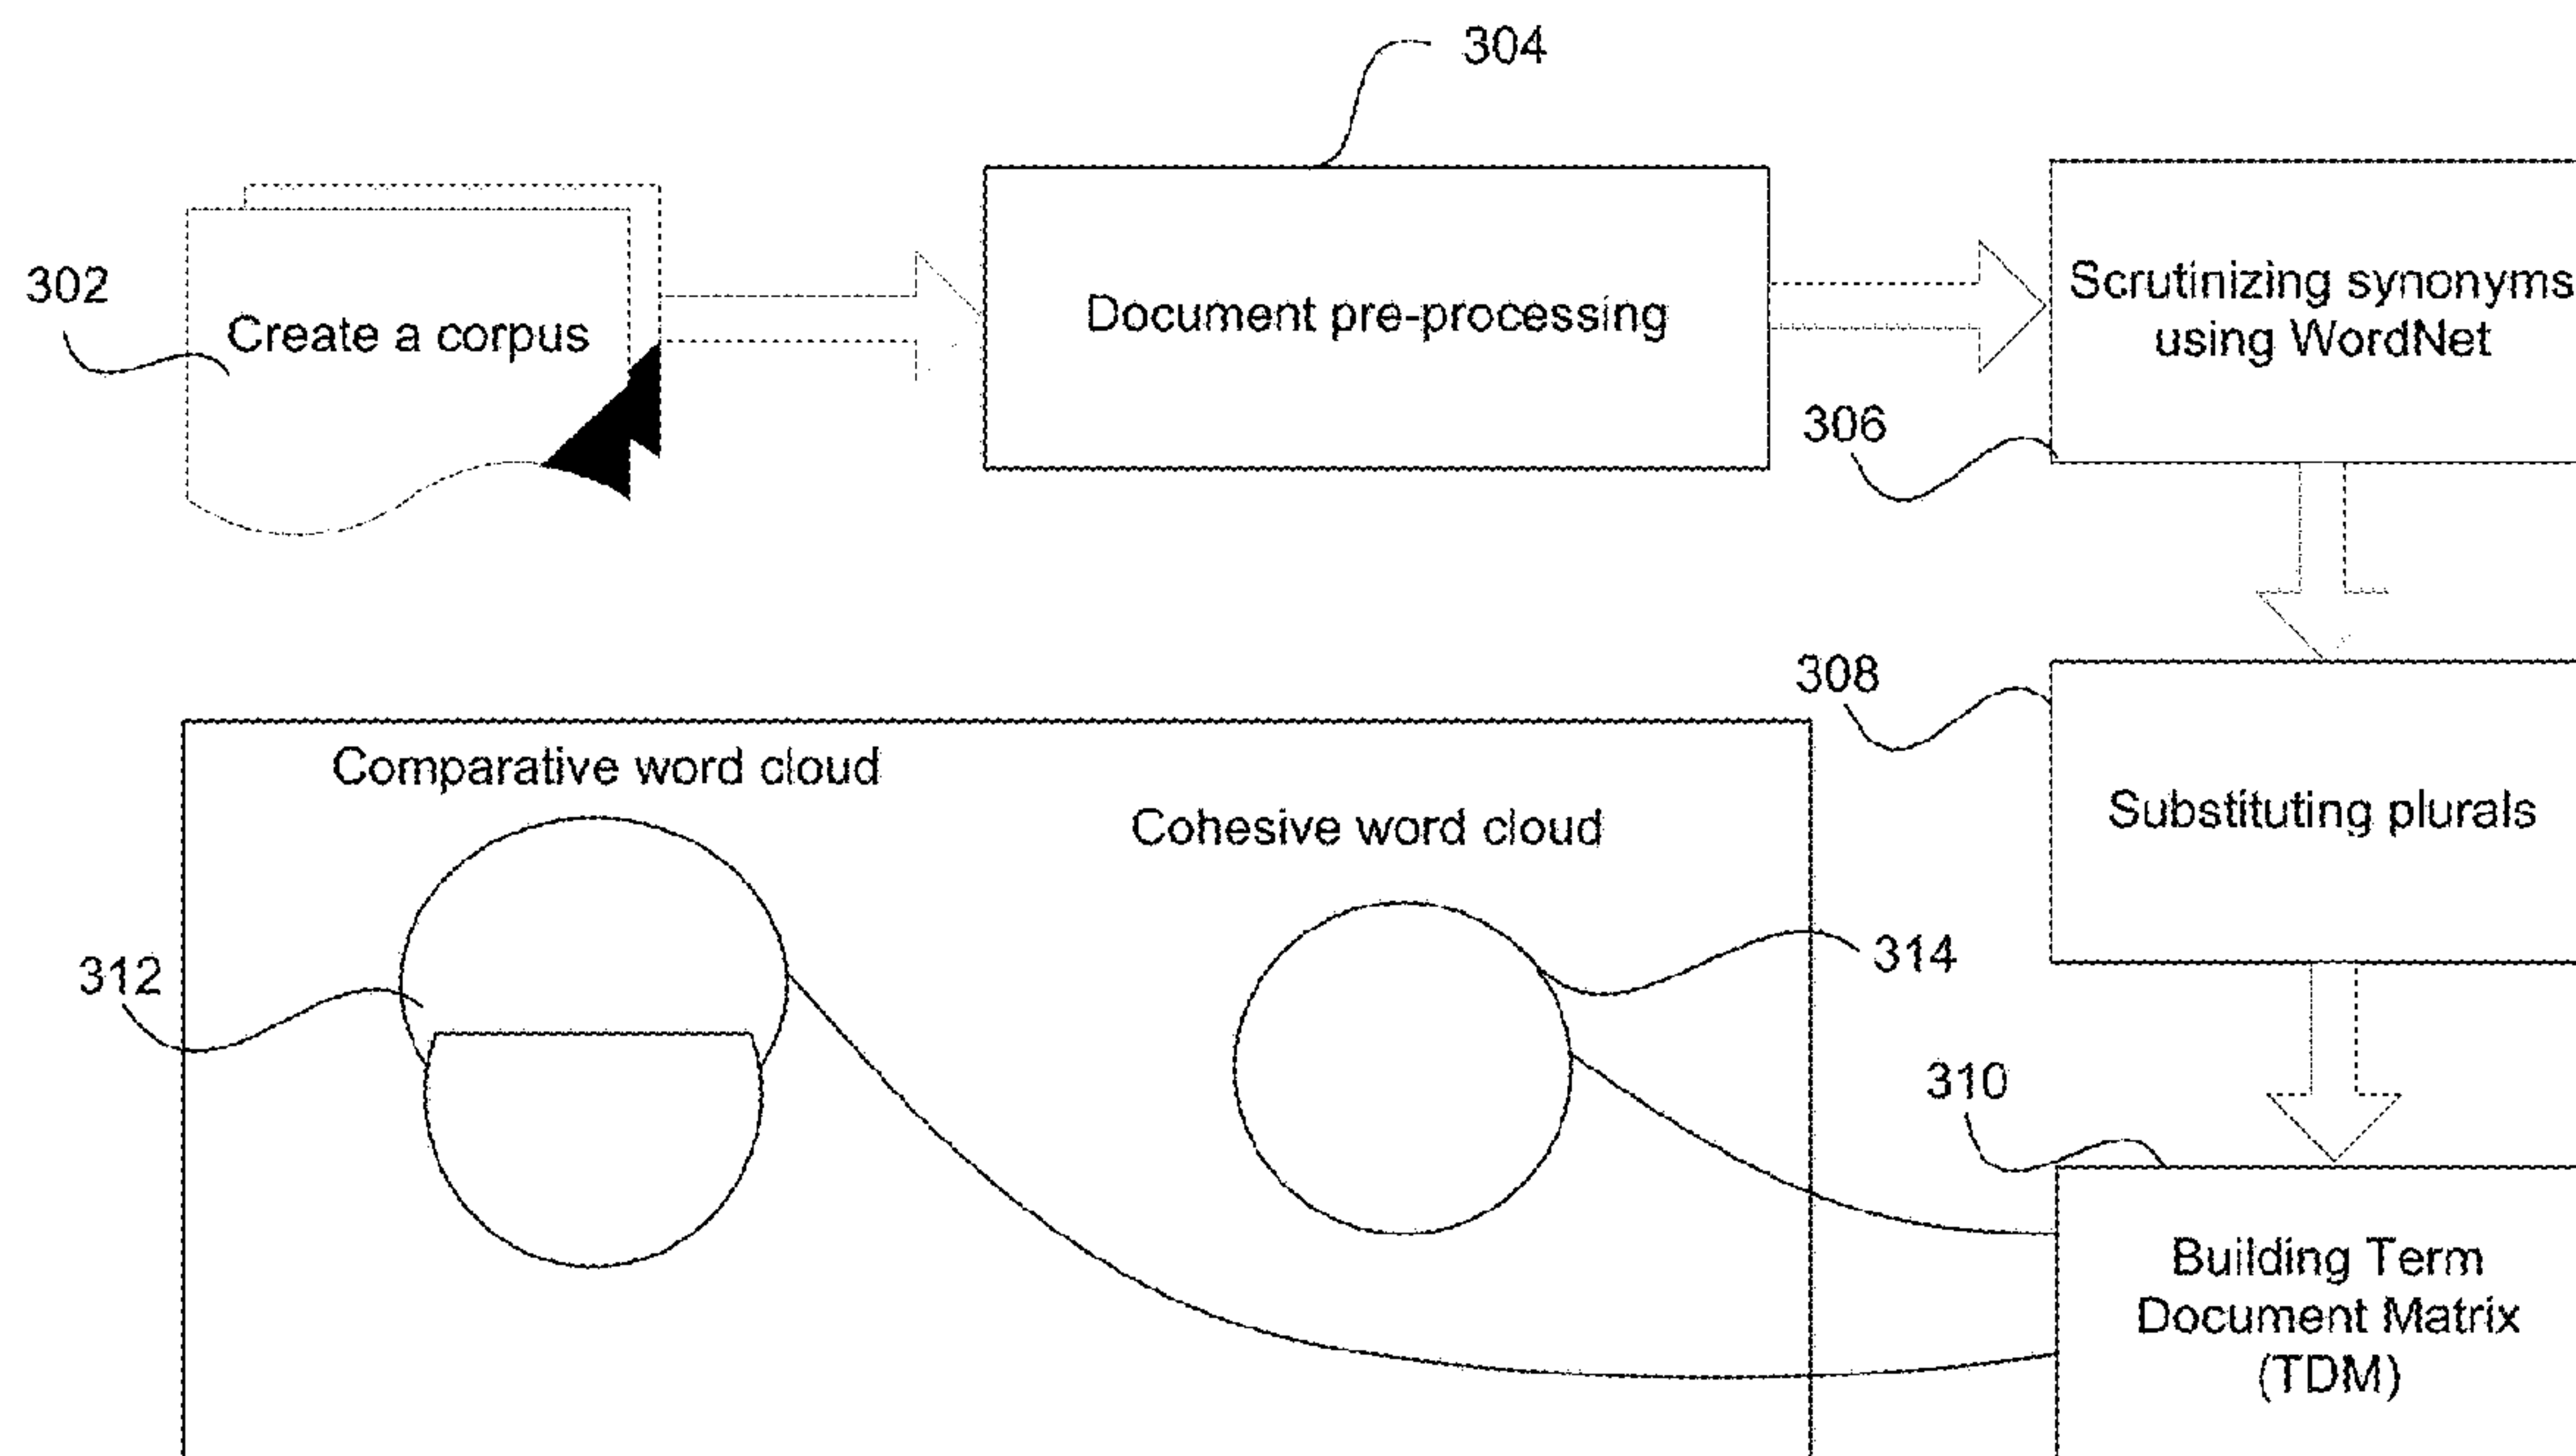 304
302
Create a corpus
Document pre-processing
Scrutinizing synonyms
using WordNet
306
308
Substituting plurals
Comparative word cloud
Cohesive word cloud
312
314
310
Building Term
Document Matrix
(TDM)